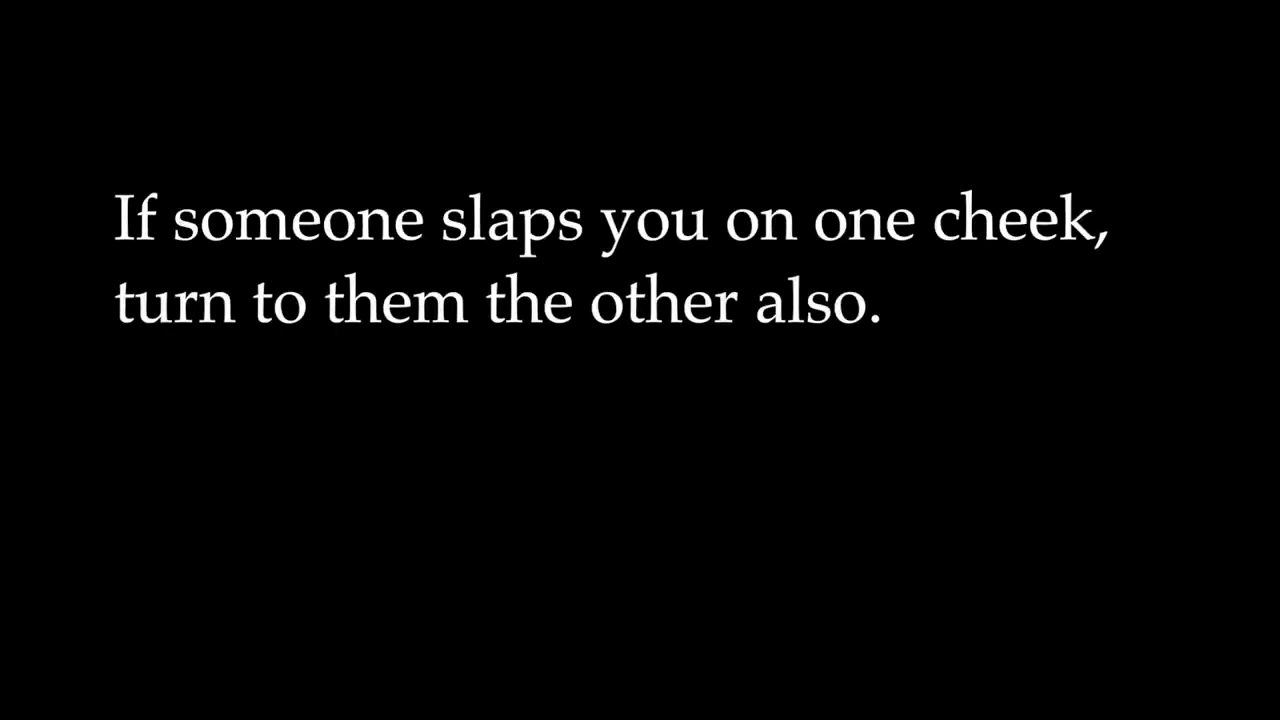 If someone slaps you on one cheek,
turn to them the other also.